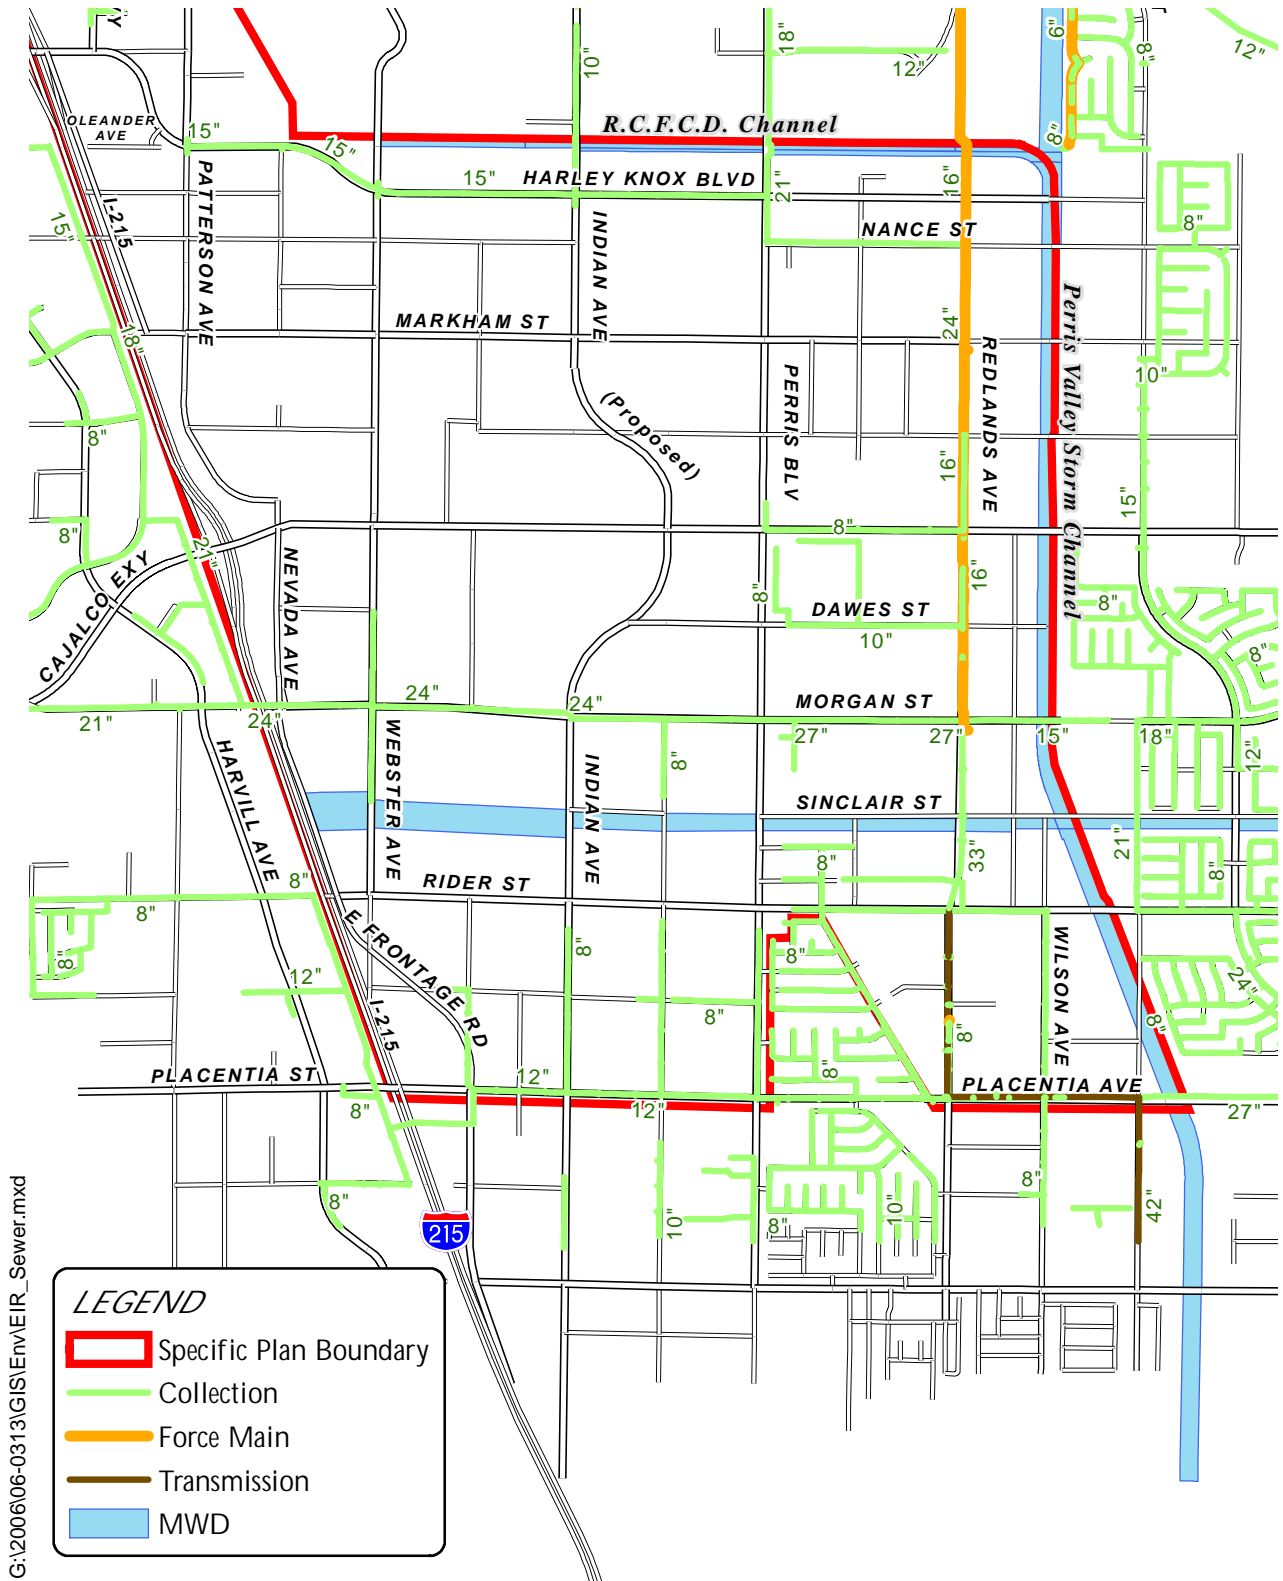 Y
10"
18"
12"
6"
8"
12"
8"
OLEANDER
AVE
15"
15"
R.C.F.C.D. Channel
15"
HARLEY KNOX BLVD
21"
16"
PATTERSON AVE
I-215
15"
INDIAN AVE
NANCE ST
8"
MARKHAM ST
18"
24"
REDLANDS AVE
Perris Valley Storm Channel
PERRIS BLV
(Proposed)
10"
8"
16"
15"
8"
21"
8"
NEVADA AVE
CAJALCO EXY
8"
DAWES ST
10"
16"
8"
8"
24"
24"
MORGAN ST
21"
24"
27"
27"
15"
18"
12"
HARVILL AVE
WEBSTER AVE
INDIAN AVE
8"
SINCLAIR ST
33"
21"
8"
8"
8"
RIDER ST
8"
E FRONTAGE RD
8"
8"
8"
WILSON AVE
24"
12"
I-215
8"
8"
8"
8"
PLACENTIA ST
12"
PLACENTIA AVE
8"
12"
27"
8"
8"
10"
8"
10"
42"
215
LEGEND
Specific Plan Boundary
Collection
Force Main
Transmission
MWD
G:\2006\06-0313\GIS\Env\EIR_Sewer.mxd